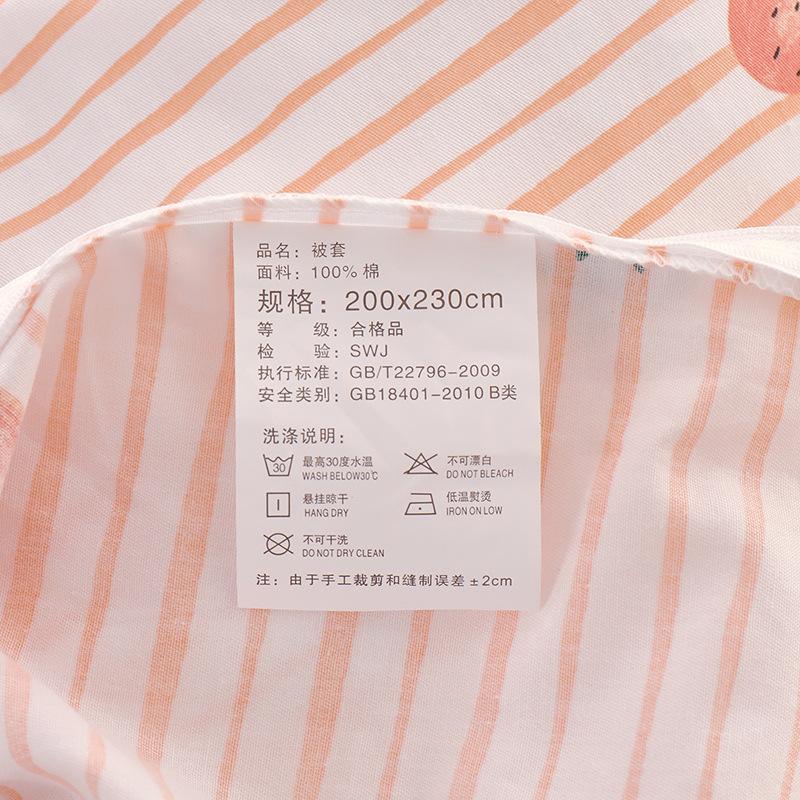 品名：被套
面料：100% 棉
规格：200x230cm
等 级：合格品
检 验：SWJ
执行标准：GB/T22796-2009
安全类别：GB18401-2010 B类
洗涤说明：
30 最高30度水温 不可漂白
WASH BELOW30℃ DO NOT BLEACH
悬挂晾干 低温熨烫
HANG DRY IRON ON LOW
不可干洗
DO NOT DRY CLEAN
注：由于手工裁剪和缝制误差±2cm